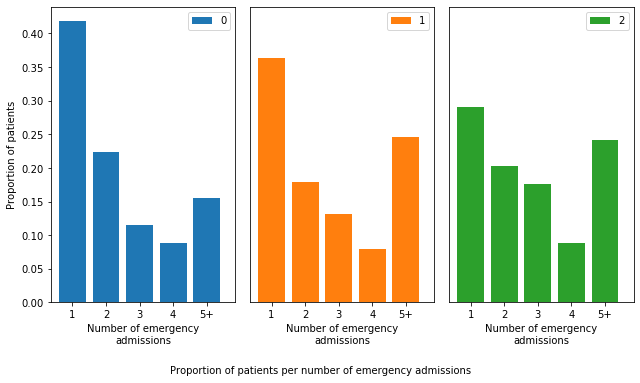 0
1
2
0.40
0.35
0.30
0.25
0.20
0.15
0.10
0.05
0.00
Proportion of patients
1 2 3 4 5+
1 2 3 4 5+
1 2 3 4 5+
Number of emergency
admissions
Number of emergency
admissions
Number of emergency
admissions
Proportion of patients per number of emergency admissions